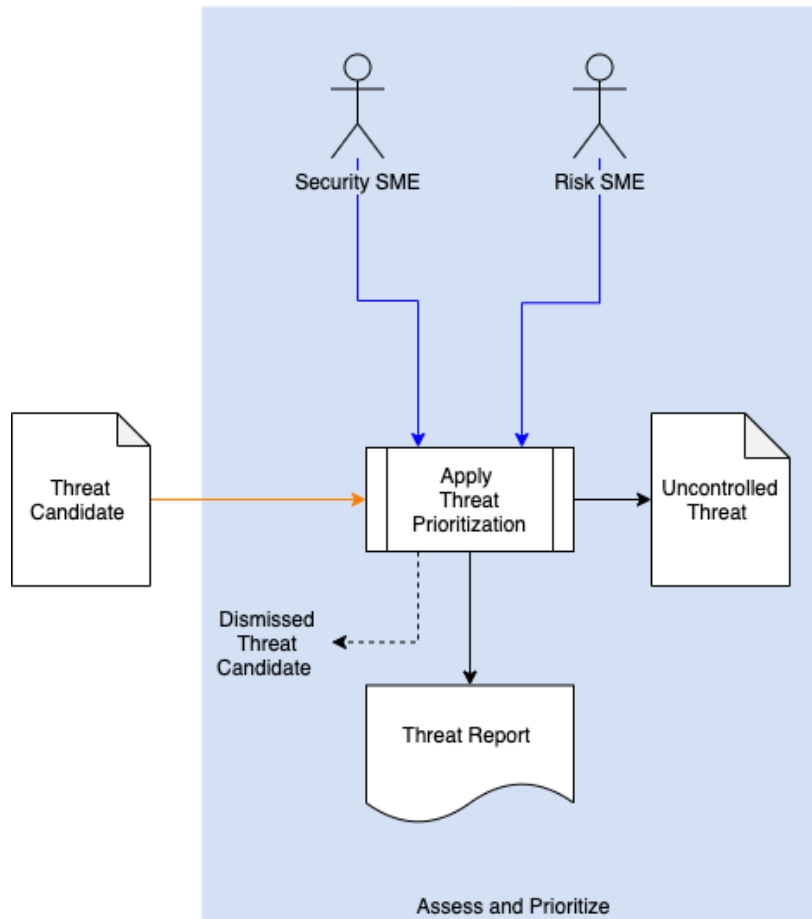 Security SME
Risk SME
Threat
Candidate
Apply
Threat
Prioritization
Uncontrolled
Threat
Dismissed
Threat
Candidate
Threat Report
Assess and Prioritize